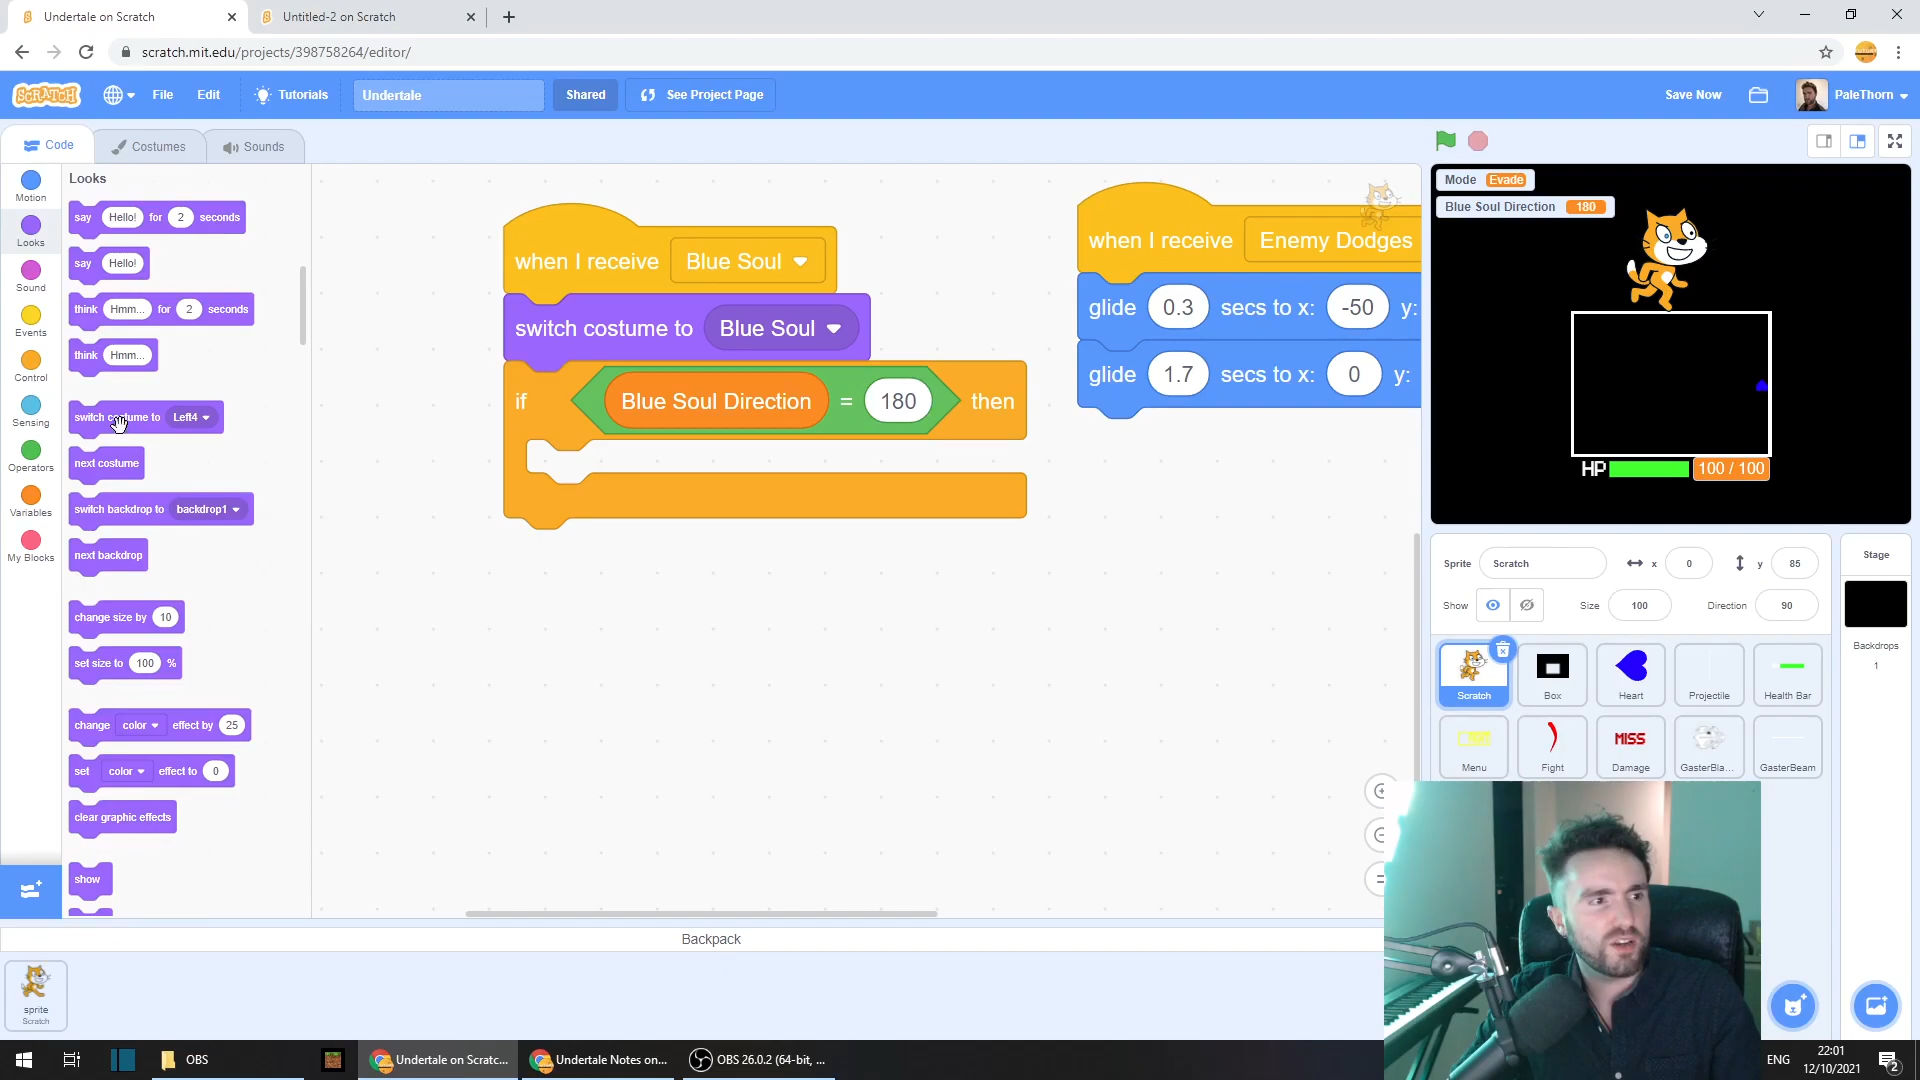 Undertale on Scratch
Untitled-2 on Scratch
scratch.mit.edu/projects/398758264/editor/
SCRATCH
File
Edit
Tutorials
Undertale
Shared
See Project Page
Save Now
PaleThorn
Code
Costumes
Sounds
Motion
Looks
Sound
Events
Control
Sensing
Operators
Variables
My Blocks
Looks
say Hello! for 2 seconds
say Hello!
think Hmm... for 2 seconds
think Hmm...
switch costume to Left4
next costume
switch backdrop to backdrop1
next backdrop
change size by 10
set size to 100 %
change color effect by 25
set color effect to 0
clear graphic effects
show
when I receive Blue Soul
switch costume to Blue Soul
if Blue Soul Direction = 180 then
when I receive Enemy Dodges
glide 0.3 secs to x: -50 y:
glide 1.7 secs to x: 0 y:
Mode Evade
Blue Soul Direction 180
HP 100 / 100
Sprite Scratch x 0 y 85
Show Size 100 Direction 90
Scratch
Box
Heart
Projectile
Health Bar
Menu
Fight
MISS
Damage
GasterBla...
GasterBeam
Stage
Backdrops
1
Backpack
sprite
Scratch
OBS
Undertale on Scratc...
Undertale Notes on...
OBS 26.0.2 (64-bit, ...
ENG
22:01
12/10/2021
2